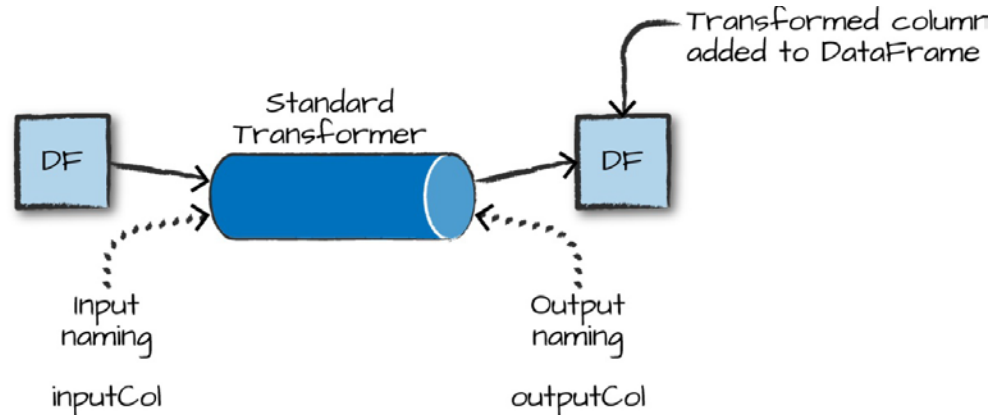 Transformed column
added to DataFrame
Standard
Transformer
DF
DF
Input
naming
Output
naming
inputCol
outputCol